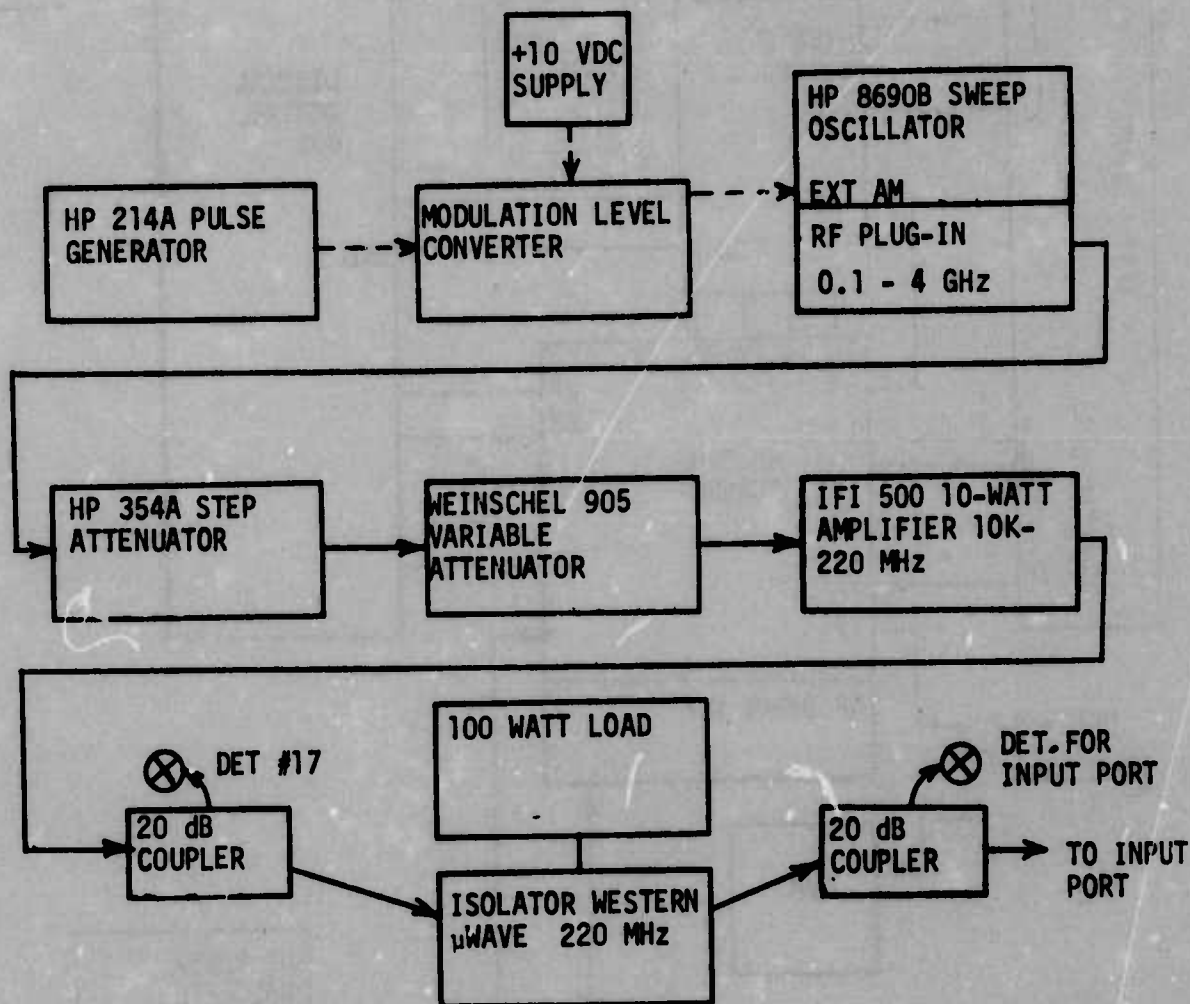 +10 VDC
SUPPLY
HP 8690B SWEEP
OSCILLATOR
EXT AM
RF PLUG-IN
0.1 - 4 GHz
HP 214A PULSE
GENERATOR
MODULATION LEVEL
CONVERTER
HP 354A STEP
ATTENUATOR
WEINSCHEL 905
VARIABLE
ATTENUATOR
IFI 500 10-WATT
AMPLIFIER 10K-
220 MHz
DET #17
20 dB
COUPLER
100 WATT LOAD
ISOLATOR WESTERN
μWAVE 220 MHz
DET. FOR
INPUT PORT
20 dB
COUPLER
TO INPUT
PORT